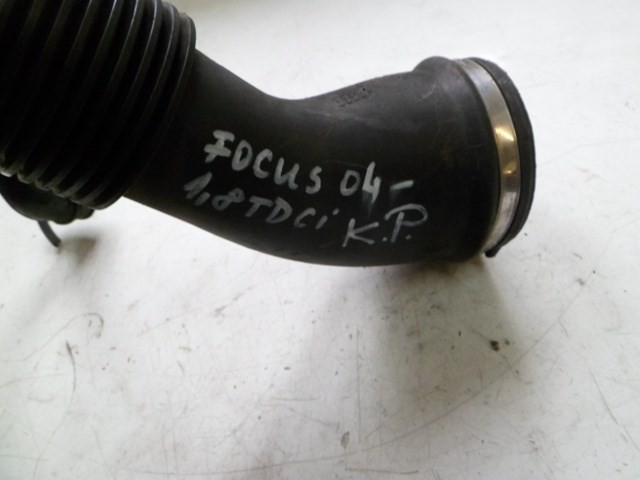 FOCUS 04-
1,8TDCi K.P.